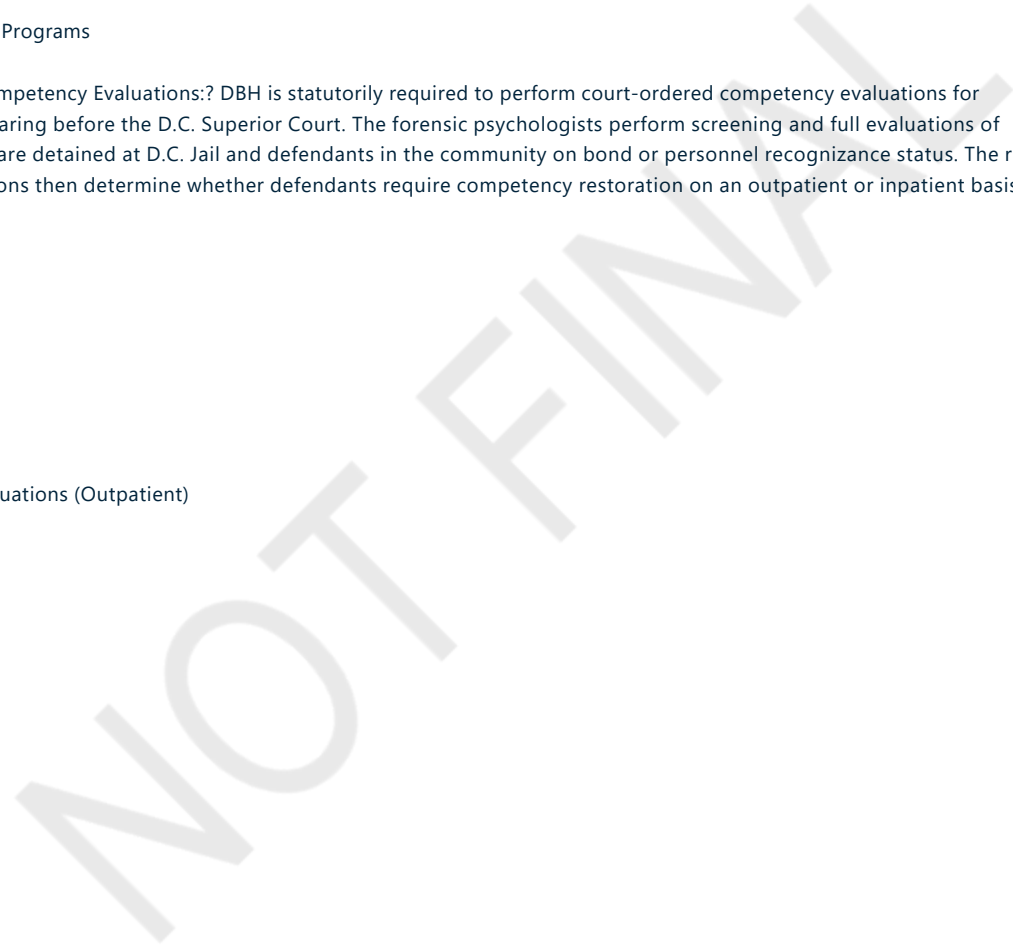 Programs
mpetency Evaluations:? DBH is statutorily required to perform court-ordered competency evaluations for
aring before the D.C. Superior Court. The forensic psychologists perform screening and full evaluations of
are detained at D.C. Jail and defendants in the community on bond or personnel recognizance status. The r
ons then determine whether defendants require competency restoration on an outpatient or inpatient basis
uations (Outpatient)
NOT FINAL